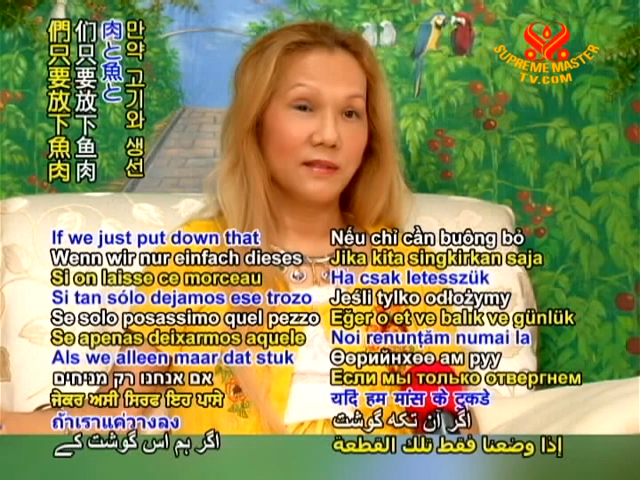 만약 고기와 생선
肉と魚と
们只要放下鱼肉
們只要放下魚肉
SUPREME MASTER
TV.COM
If we just put down that
Wenn wir nur einfach dieses
Si on laisse ce morceau
Si tan sólo dejamos ese trozo
Se solo posassimo quel pezzo
Se apenas deixarmos aquele
Als we alleen maar dat stuk
אם אנחנו רק מניחים
ਜੇਕਰ ਅਸੀ ਸਿਰਫ ਇਹ ਪਾਸੇ
ถ้าเราแค่วางลง
اگر ہم اس گوشت کے
Nếu chỉ cần buông bỏ
Jika kita singkirkan saja
Ha csak letesszük
Jeśli tylko odłożymy
Eğer o et ve balık ve günlük
Noi renunțăm numai la
Өөрийнхөө ам руу
Если мы только отвергнем
यदि हम मांस के टुकडे
اگر آن تکه گوشت
إذا وضعنا فقط تلك القطعة